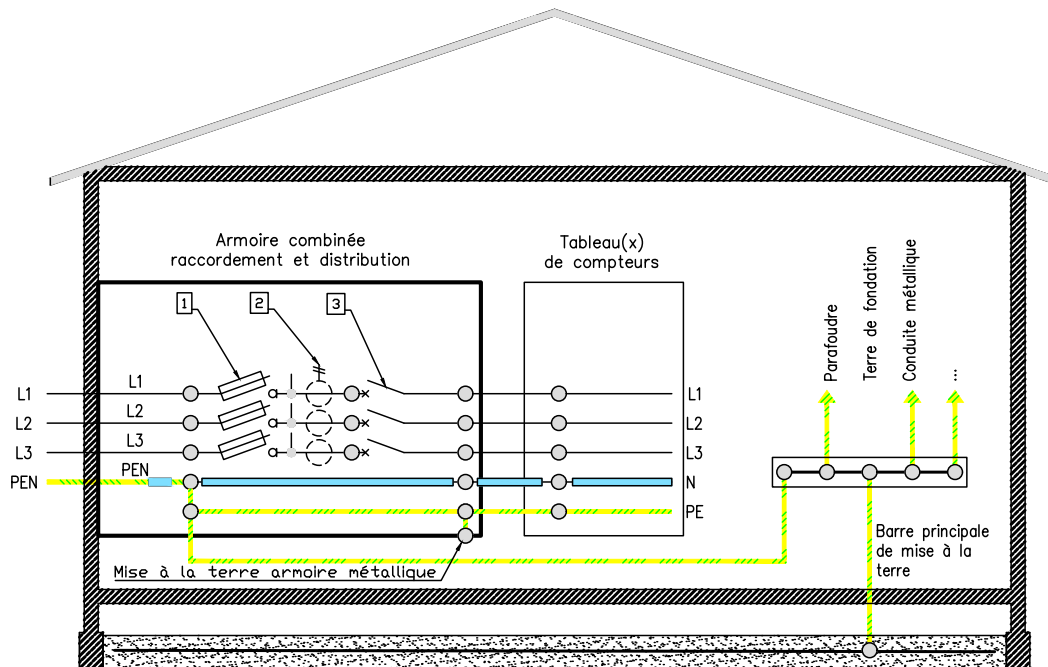 Armoire combinée
raccordement et distribution
Tableau(x)
de compteurs
1
2
3
Parafoudre
Terre de fondation
Conduite métallique
...
L1
L1
L1
L2
L2
L2
L3
L3
L3
PEN
PEN
N
PE
Barre principale
de mise à la
terre
Mise à la terre armoire métallique